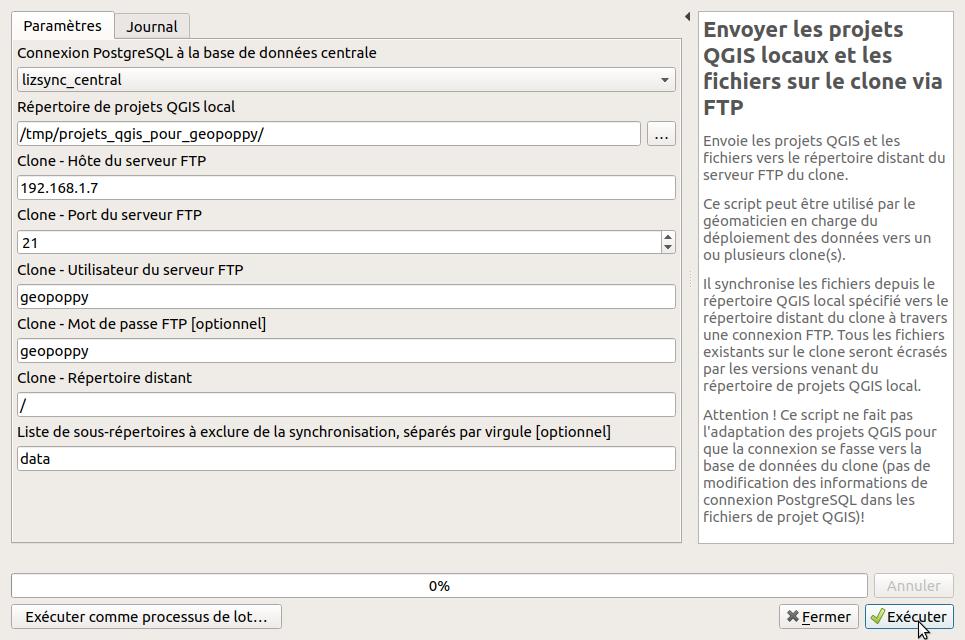 Paramètres
Journal
Connexion PostgreSQL à la base de données centrale
lizsync_central
Répertoire de projets QGIS local
/tmp/projets_qgis_pour_geopoppy/
...
Clone - Hôte du serveur FTP
192.168.1.7
Clone - Port du serveur FTP
21
Clone - Utilisateur du serveur FTP
geopoppy
Clone - Mot de passe FTP [optionnel]
geopoppy
Clone - Répertoire distant
/
Liste de sous-répertoires à exclure de la synchronisation, séparés par virgule [optionnel]
data
Envoyer les projets
QGIS locaux et les
fichiers sur le clone via
FTP
Envoie les projets QGIS et les
fichiers vers le répertoire distant du
serveur FTP du clone.
Ce script peut être utilisé par le
géomaticien en charge du
déploiement des données vers un
ou plusieurs clone(s).
Il synchronise les fichiers depuis le
répertoire QGIS local spécifié vers le
répertoire distant du clone à travers
une connexion FTP. Tous les fichiers
existants sur le clone seront écrasés
par les versions venant du
répertoire de projets QGIS local.
Attention ! Ce script ne fait pas
l'adaptation des projets QGIS pour
que la connexion se fasse vers la
base de données du clone (pas de
modification des informations de
connexion PostgreSQL dans les
fichiers de projet QGIS)!
0%
Annuler
Exécuter comme processus de lot...
Fermer
Exécuter